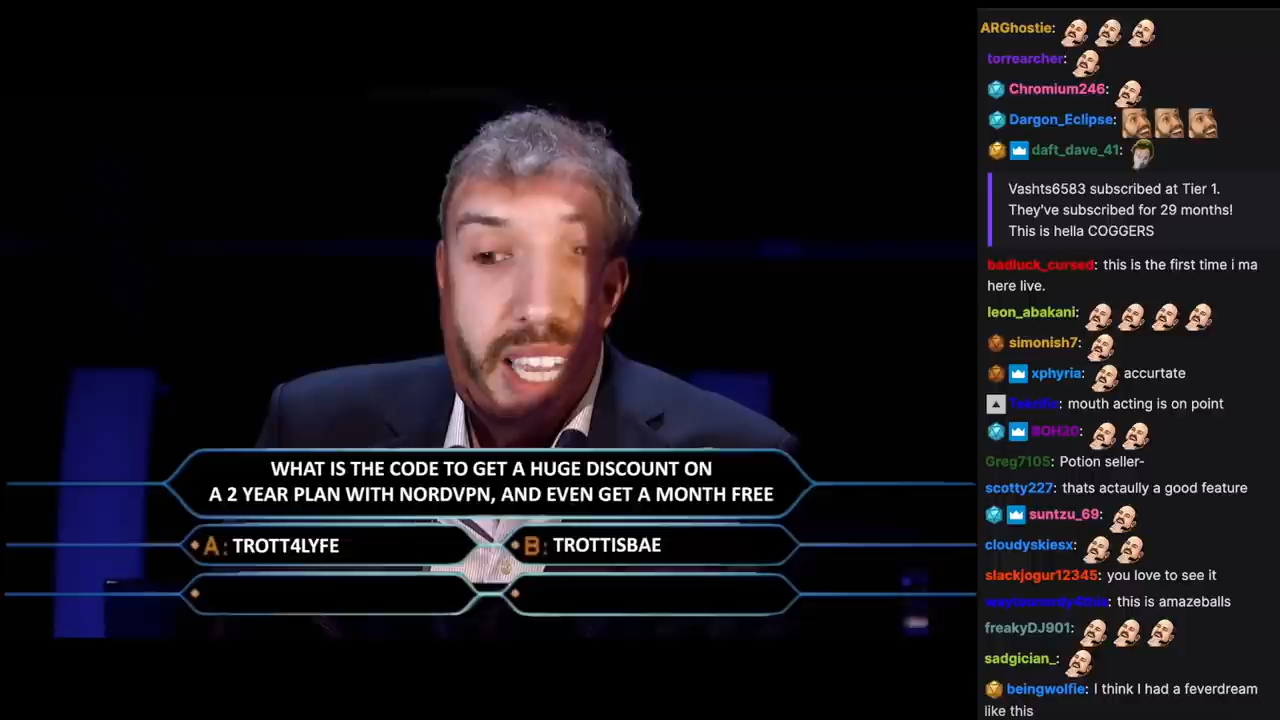 WHAT IS THE CODE TO GET A HUGE DISCOUNT ON
A 2 YEAR PLAN WITH NORDVPN, AND EVEN GET A MONTH FREE
A: TROTT4LYFE
B: TROTTISBAE
ARGhostie:
torrearcher:
Chromium246:
Dargon_Eclipse:
daft_dave_41:
Vashts6583 subscribed at Tier 1.
They've subscribed for 29 months!
This is hella COGGERS
badluck_cursed: this is the first time i ma
here live.
leon_abakani:
simonish7:
xphyria: accurtate
Tekrific: mouth acting is on point
BOH20:
Greg7105: Potion seller-
scotty227: thats actaully a good feature
suntzu_69:
cloudyskiesx:
slackjogur12345: you love to see it
this is amazeballs
freakyDJ901:
sadgician_:
beingwolfie: I think I had a feverdream
like this